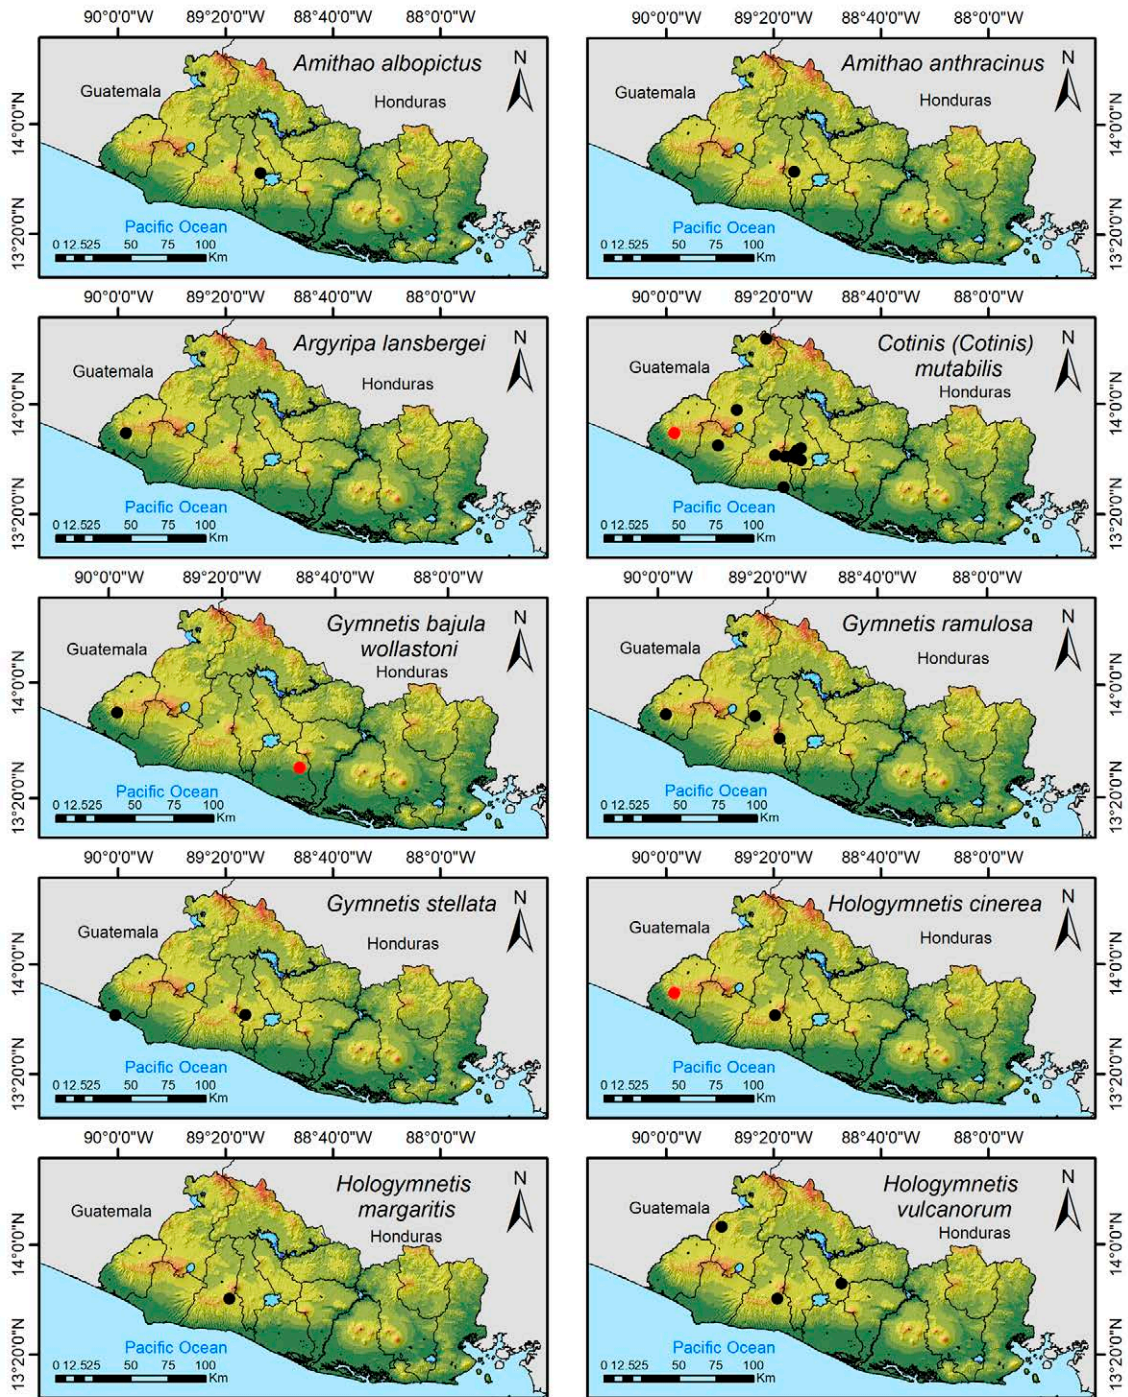 90°0'0"W 89°20'0"W 88°40'0"W 88°0'0"W
Amithao albopictus
N
Guatemala
Honduras
14°0'0"N
13°20'0"N
Pacific Ocean
0 12.525 50 75 100
Km
90°0'0"W 89°20'0"W 88°40'0"W 88°0'0"W
Amithao anthracinus
N
Guatemala
Honduras
14°0'0"N
13°20'0"N
Pacific Ocean
0 12.525 50 75 100
Km
Argyripa lansbergei
N
Guatemala
Honduras
14°0'0"N
13°20'0"N
Pacific Ocean
0 12.525 50 75 100
Km
90°0'0"W 89°20'0"W 88°40'0"W 88°0'0"W
Cotinis (Cotinis)
mutabilis
N
Guatemala
Honduras
14°0'0"N
13°20'0"N
Pacific Ocean
0 12.525 50 75 100
Km
90°0'0"W 89°20'0"W 88°40'0"W 88°0'0"W
Gymnetis bajula
wollastoni
N
Guatemala
Honduras
14°0'0"N
13°20'0"N
Pacific Ocean
0 12.525 50 75 100
Km
90°0'0"W 89°20'0"W 88°40'0"W 88°0'0"W
Gymnetis ramulosa
N
Guatemala
Honduras
14°0'0"N
13°20'0"N
Pacific Ocean
0 12.525 50 75 100
Km
90°0'0"W 89°20'0"W 88°40'0"W 88°0'0"W
Gymnetis stellata
N
Guatemala
Honduras
14°0'0"N
13°20'0"N
Pacific Ocean
0 12.525 50 75 100
Km
90°0'0"W 89°20'0"W 88°40'0"W 88°0'0"W
Hologymnetis cinerea
N
Guatemala
Honduras
14°0'0"N
13°20'0"N
Pacific Ocean
0 12.525 50 75 100
Km
90°0'0"W 89°20'0"W 88°40'0"W 88°0'0"W
Hologymnetis
margaritis
N
Guatemala
Honduras
14°0'0"N
13°20'0"N
Pacific Ocean
0 12.525 50 75 100
Km
90°0'0"W 89°20'0"W 88°40'0"W 88°0'0"W
Hologymnetis
vulcanorum
N
Guatemala
Honduras
14°0'0"N
13°20'0"N
Pacific Ocean
0 12.525 50 75 100
Km